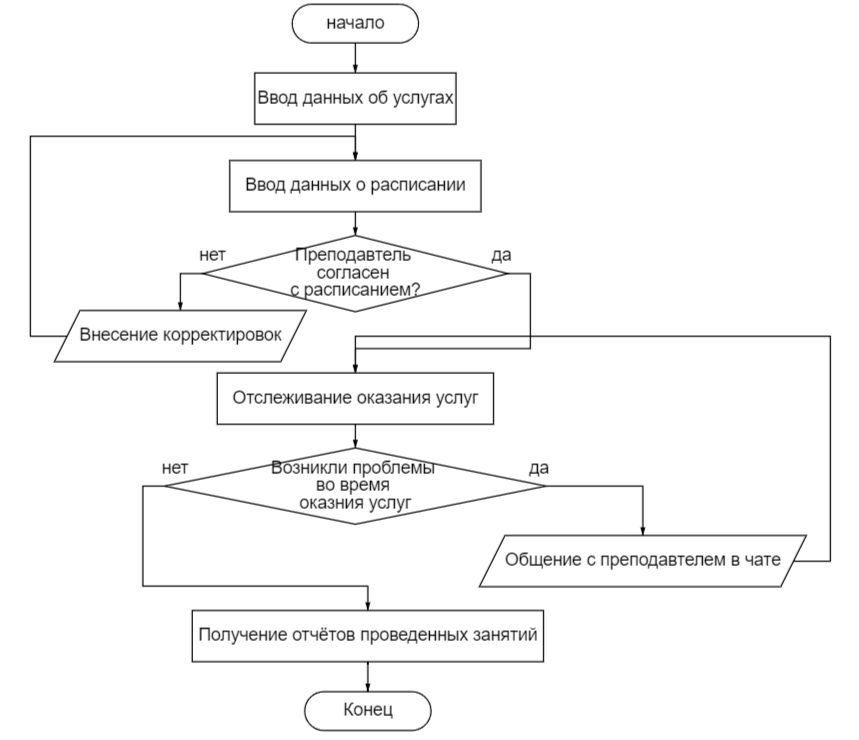 начало
Ввод данных об услугах
Ввод данных о расписании
нет
Преподавтель
согласен
с расписанием?
да
Внесение корректировок
Отслеживание оказания услуг
нет
Возникли проблемы
во время
оказния услуг
да
Общение с преподавтелем в чате
Получение отчётов проведенных занятий
Конец